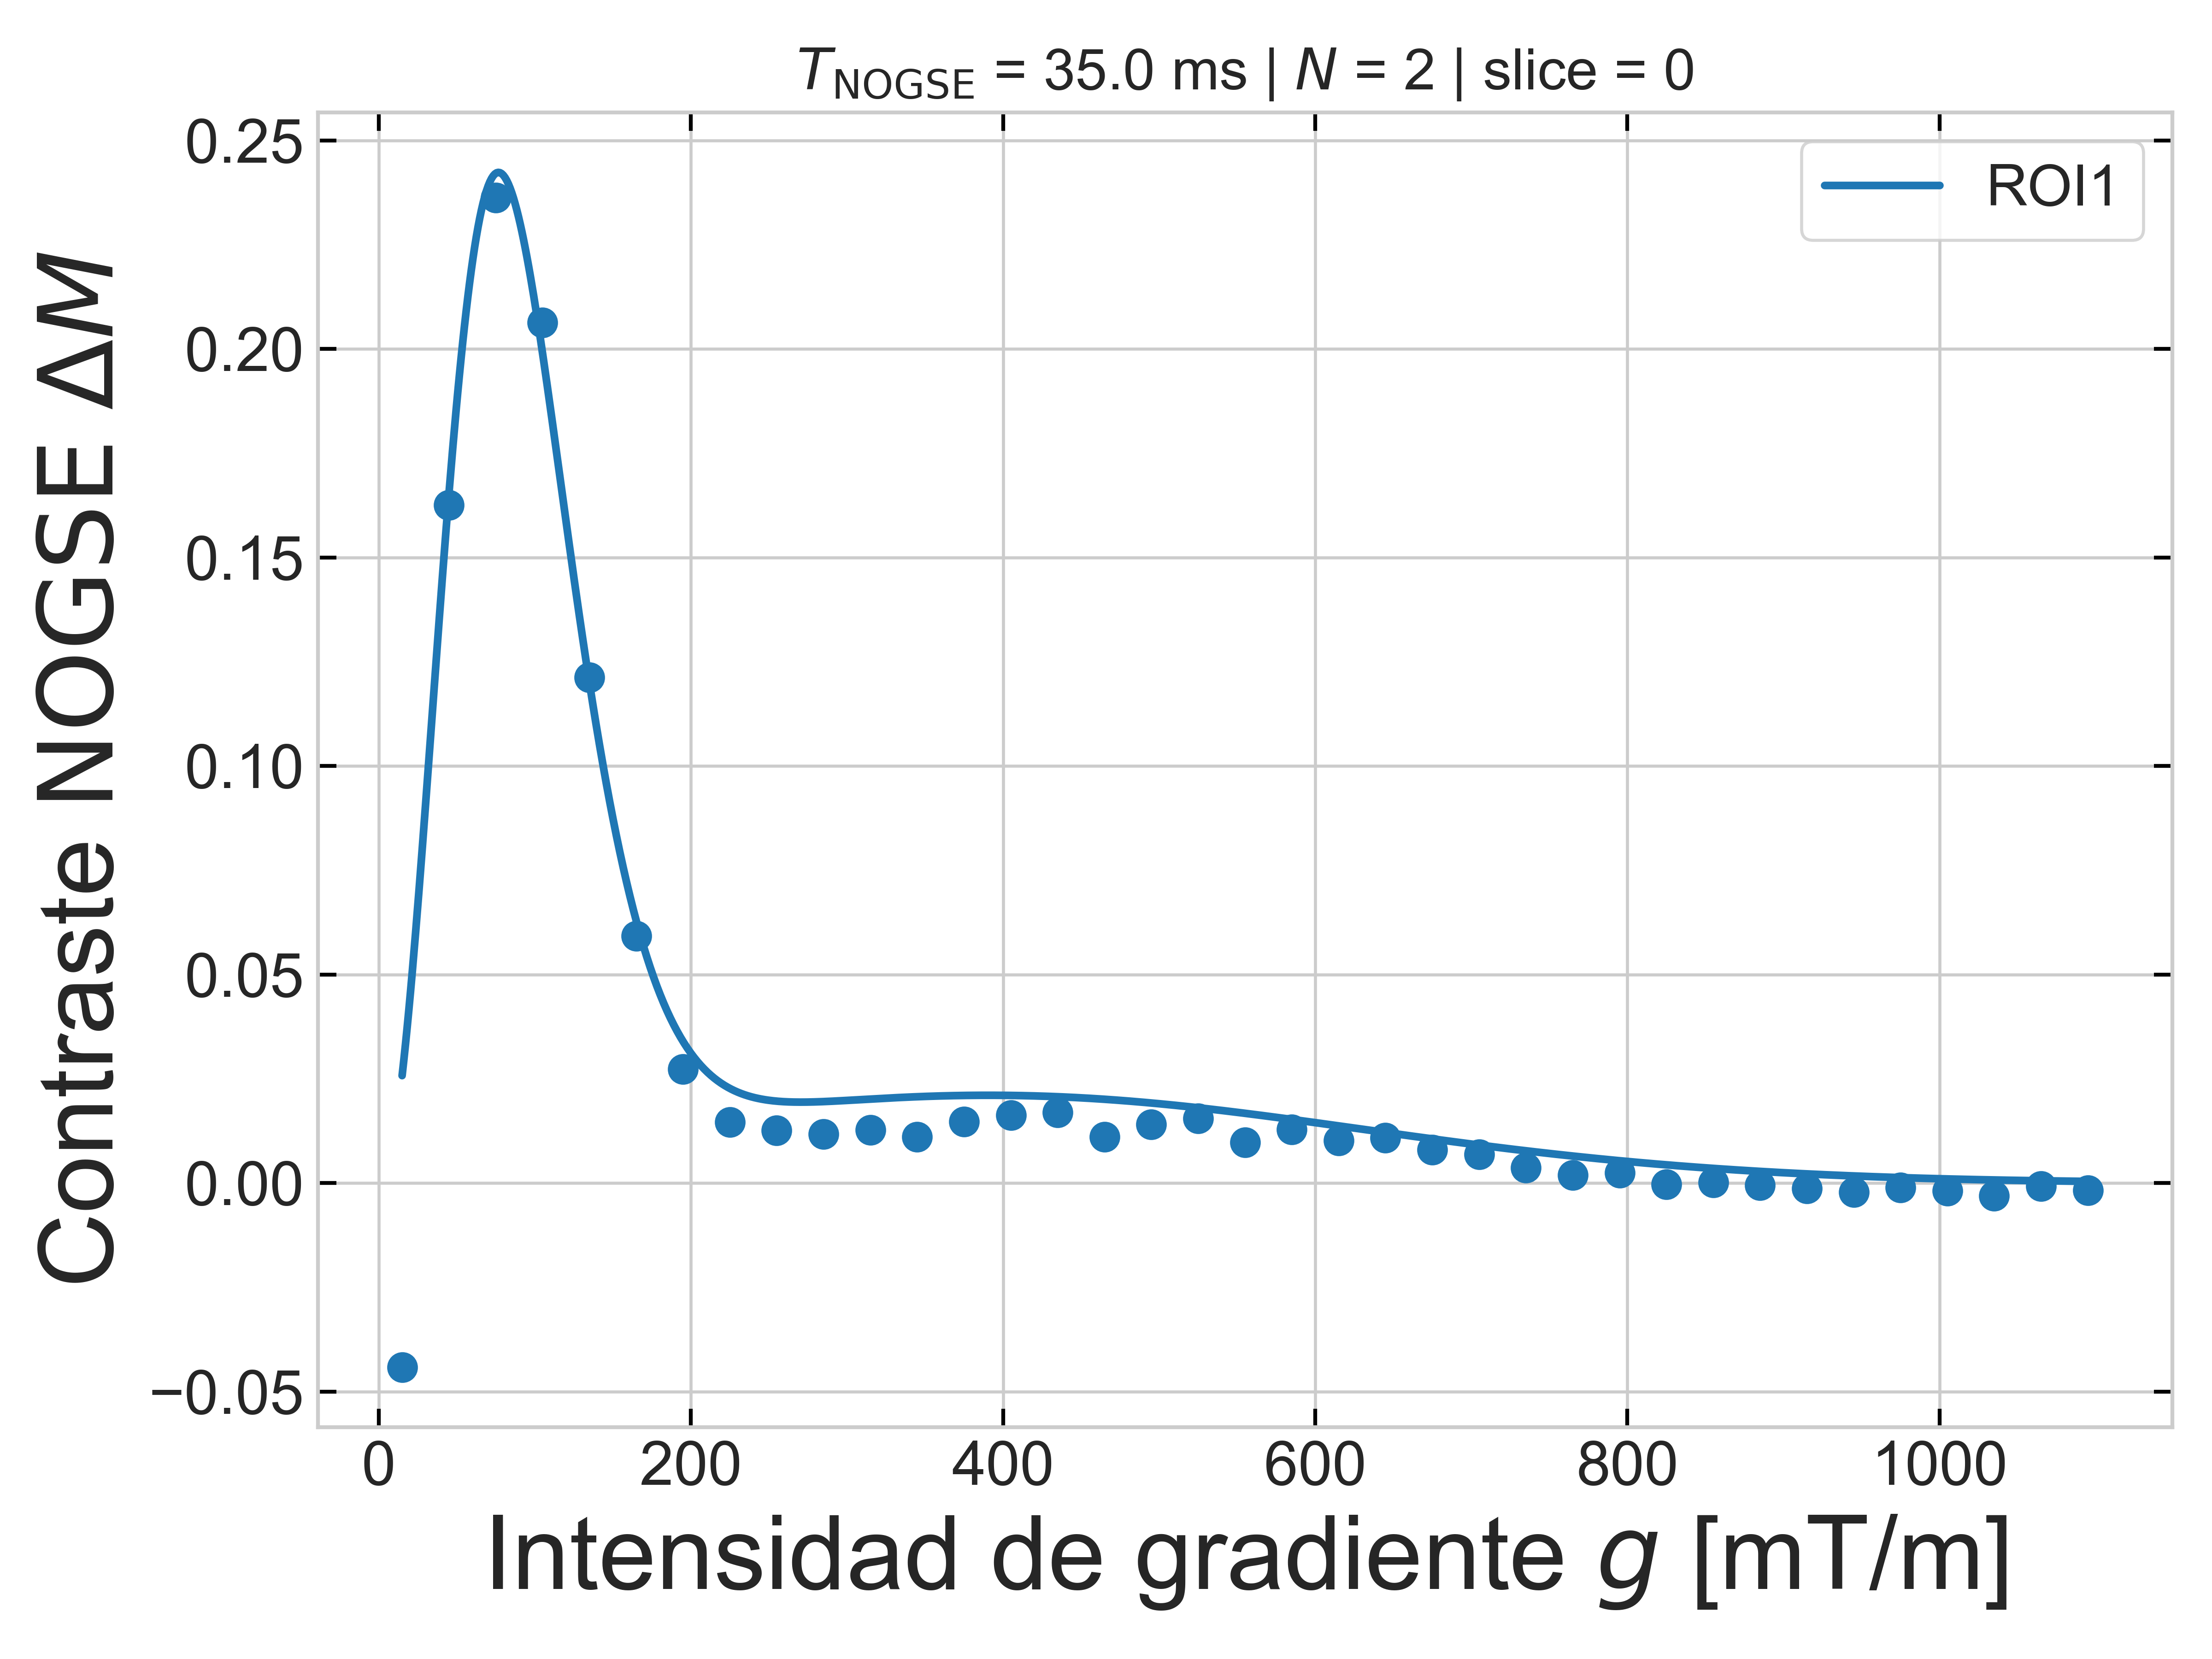 T_NOGSE = 35.0 ms | N = 2 | slice = 0
ROI1
Contraste NOGSE ΔM
0.25
0.20
0.15
0.10
0.05
0.00
−0.05
0 200 400 600 800 1000
Intensidad de gradiente g [mT/m]